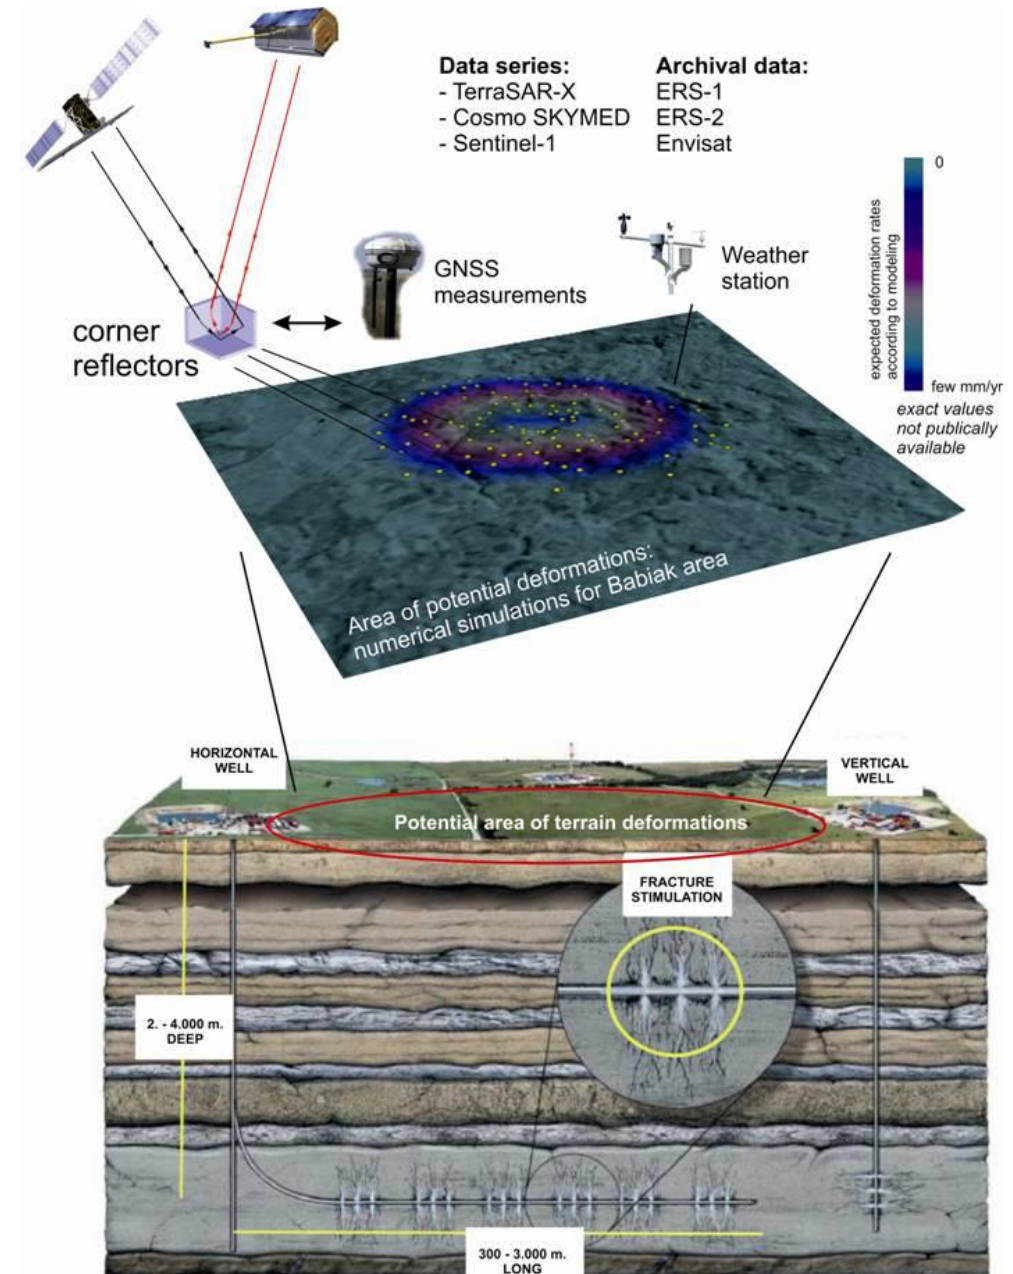 Data series:
- TerraSAR-X
- Cosmo SKYMED
- Sentinel-1
Archival data:
ERS-1
ERS-2
Envisat
0
expected deformation rates
according to modeling
few mm/yr
exact values
not publically
available
Weather
station
GNSS
measurements
corner
reflectors
Area of potential deformations:
numerical simulations for Babiak area
HORIZONTAL
WELL
VERTICAL
WELL
Potential area of terrain deformations
FRACTURE
STIMULATION
2. - 4.000 m.
DEEP
300 - 3.000 m.
LONG